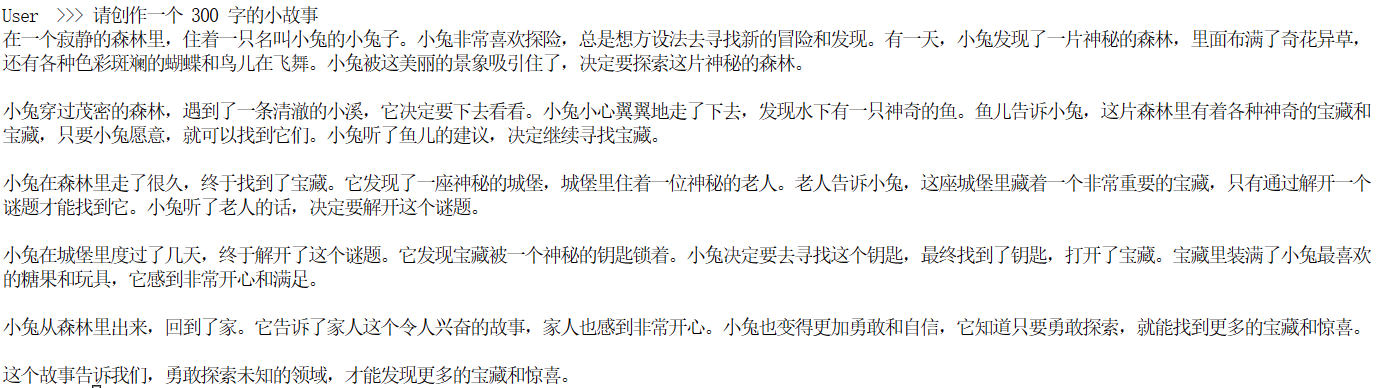 User  >>> 请创作一个 300 字的小故事
在一个寂静的森林里，住着一只名叫小兔的小兔子。小兔非常喜欢探险，总是想方设法去寻找新的冒险和发现。有一天，小兔发现了一片神秘的森林，里面布满了奇花异草，
还有各种色彩斑斓的蝴蝶和鸟儿在飞舞。小兔被这美丽的景象吸引住了，决定要探索这片神秘的森林。
小兔穿过茂密的森林，遇到了一条清澈的小溪，它决定要下去看看。小兔小心翼翼地走了下去，发现水下有一只神奇的鱼。鱼儿告诉小兔，这片森林里有着各种神奇的宝藏和
宝藏，只要小兔愿意，就可以找到它们。小兔听了鱼儿的建议，决定继续寻找宝藏。
小兔在森林里走了很久，终于找到了宝藏。它发现了一座神秘的城堡，城堡里住着一位神秘的老人。老人告诉小兔，这座城堡里藏着一个非常重要的宝藏，只有通过解开一个
谜题才能找到它。小兔听了老人的话，决定要解开这个谜题。
小兔在城堡里度过了几天，终于解开了这个谜题。它发现宝藏被一个神秘的钥匙锁着。小兔决定要去寻找这个钥匙，最终找到了钥匙，打开了宝藏。宝藏里装满了小兔最喜欢
的糖果和玩具，它感到非常开心和满足。
小兔从森林里出来，回到了家。它告诉了家人这个令人兴奋的故事，家人也感到非常开心。小兔也变得更加勇敢和自信，它知道只要勇敢探索，就能找到更多的宝藏和惊喜。
这个故事告诉我们，勇敢探索未知的领域，才能发现更多的宝藏和惊喜。